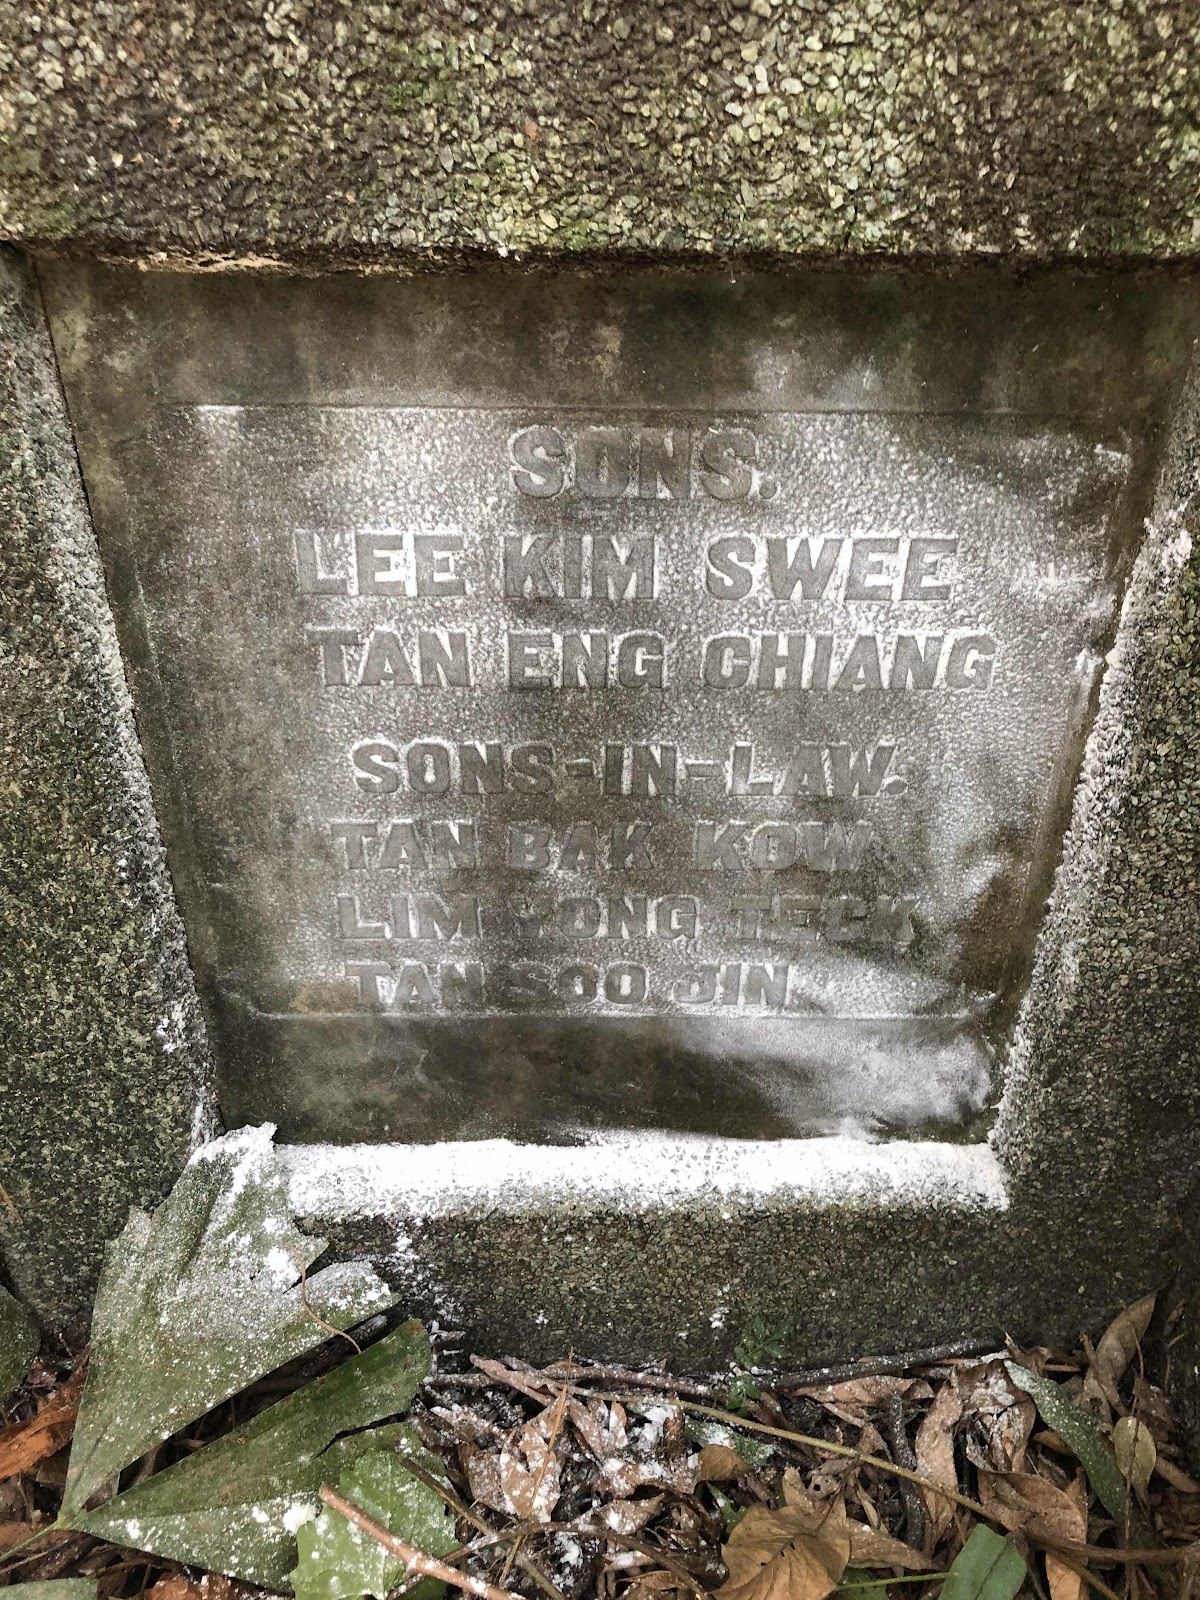 SONS.
LEE KIM SWEE
TAN ENG CHIANG
SONS-IN-LAW.
TAN BAK KOW
LIM YONG TECK
TAN SOO JIN